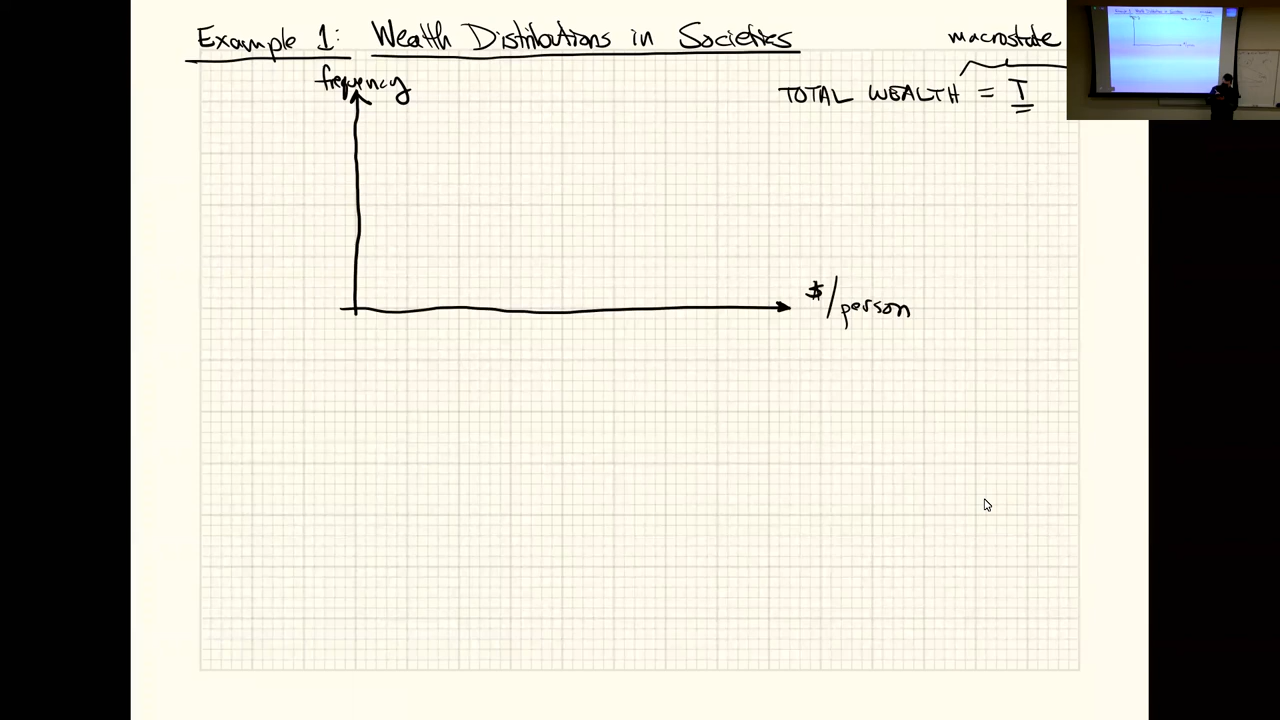 Example 1: Wealth Distributions in Societies
macrostate
frequency
TOTAL WEALTH = T
$/person